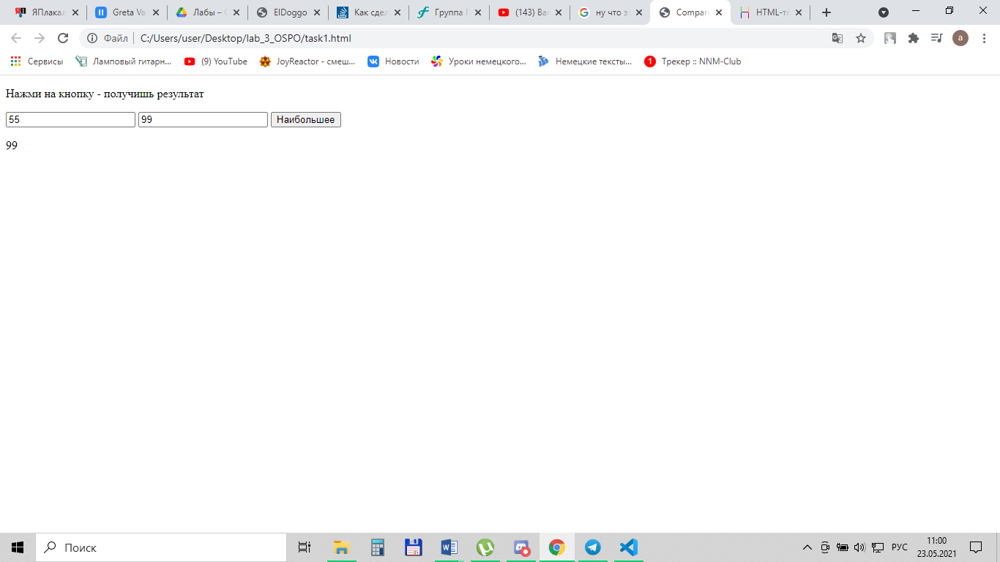 ЯПлакал Greta Va Лабы – ElDoggo Как сдел Группа (143) Ва ну что э Compar HTML-те
Файл C:/Users/user/Desktop/lab_3_OSPO/task1.html a
Сервисы Ламповый гитарн... (9) YouTube JoyReactor - смеш... Новости Уроки немецкого... Немецкие тексты... 1 Трекер :: NNM-Club
Нажми на кнопку - получишь результат
55 99 Наибольшее
99
Поиск РУС 11:00
23.05.2021